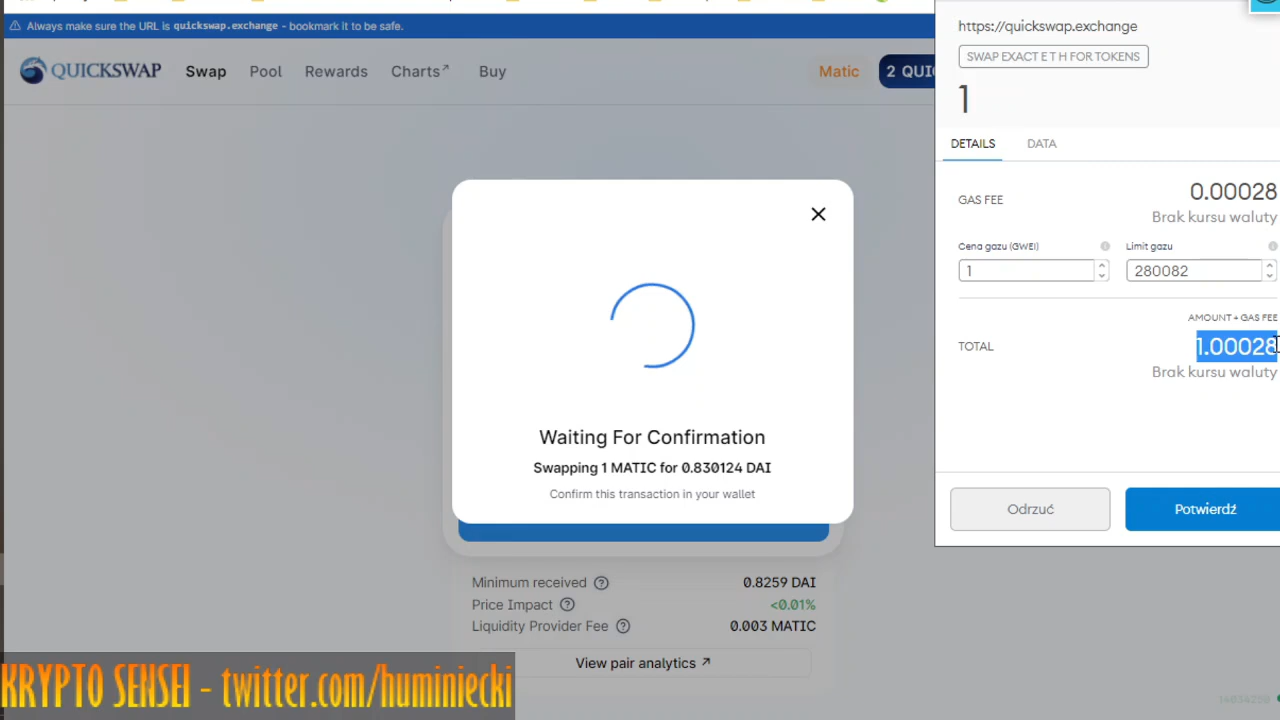 Always make sure the URL is quickswap.exchange - bookmark it to be safe.
QUICKSWAP
Swap
Pool
Rewards
Charts↗
Buy
Matic
2 QUI
Waiting For Confirmation
Swapping 1 MATIC for 0.830124 DAI
Confirm this transaction in your wallet
Minimum received
0.8259 DAI
Price Impact
<0.01%
Liquidity Provider Fee
0.003 MATIC
View pair analytics ↗
https://quickswap.exchange
SWAP EXACT E T H FOR TOKENS
1
DETAILS
DATA
GAS FEE
0.00028
Brak kursu waluty
Cena gazu (GWEI)
Limit gazu
1
280082
AMOUNT + GAS FEE
TOTAL
1.00028
Brak kursu waluty
Odrzuć
Potwierdź
KRYPTO SENSEI - twitter.com/huminiecki